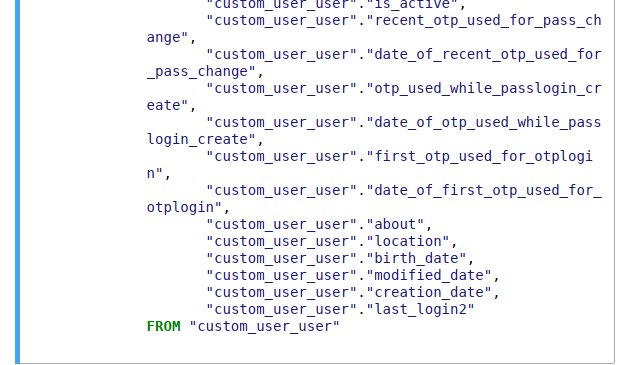 "custom_user_user"."is_active",
"custom_user_user"."recent_otp_used_for_pass_ch
ange",
"custom_user_user"."date_of_recent_otp_used_for
_pass_change",
"custom_user_user"."otp_used_while_passlogin_cr
eate",
"custom_user_user"."date_of_otp_used_while_pass
login_create",
"custom_user_user"."first_otp_used_for_otplogi
n",
"custom_user_user"."date_of_first_otp_used_for_
otplogin",
"custom_user_user"."about",
"custom_user_user"."location",
"custom_user_user"."birth_date",
"custom_user_user"."modified_date",
"custom_user_user"."creation_date",
"custom_user_user"."last_login2"
FROM "custom_user_user"